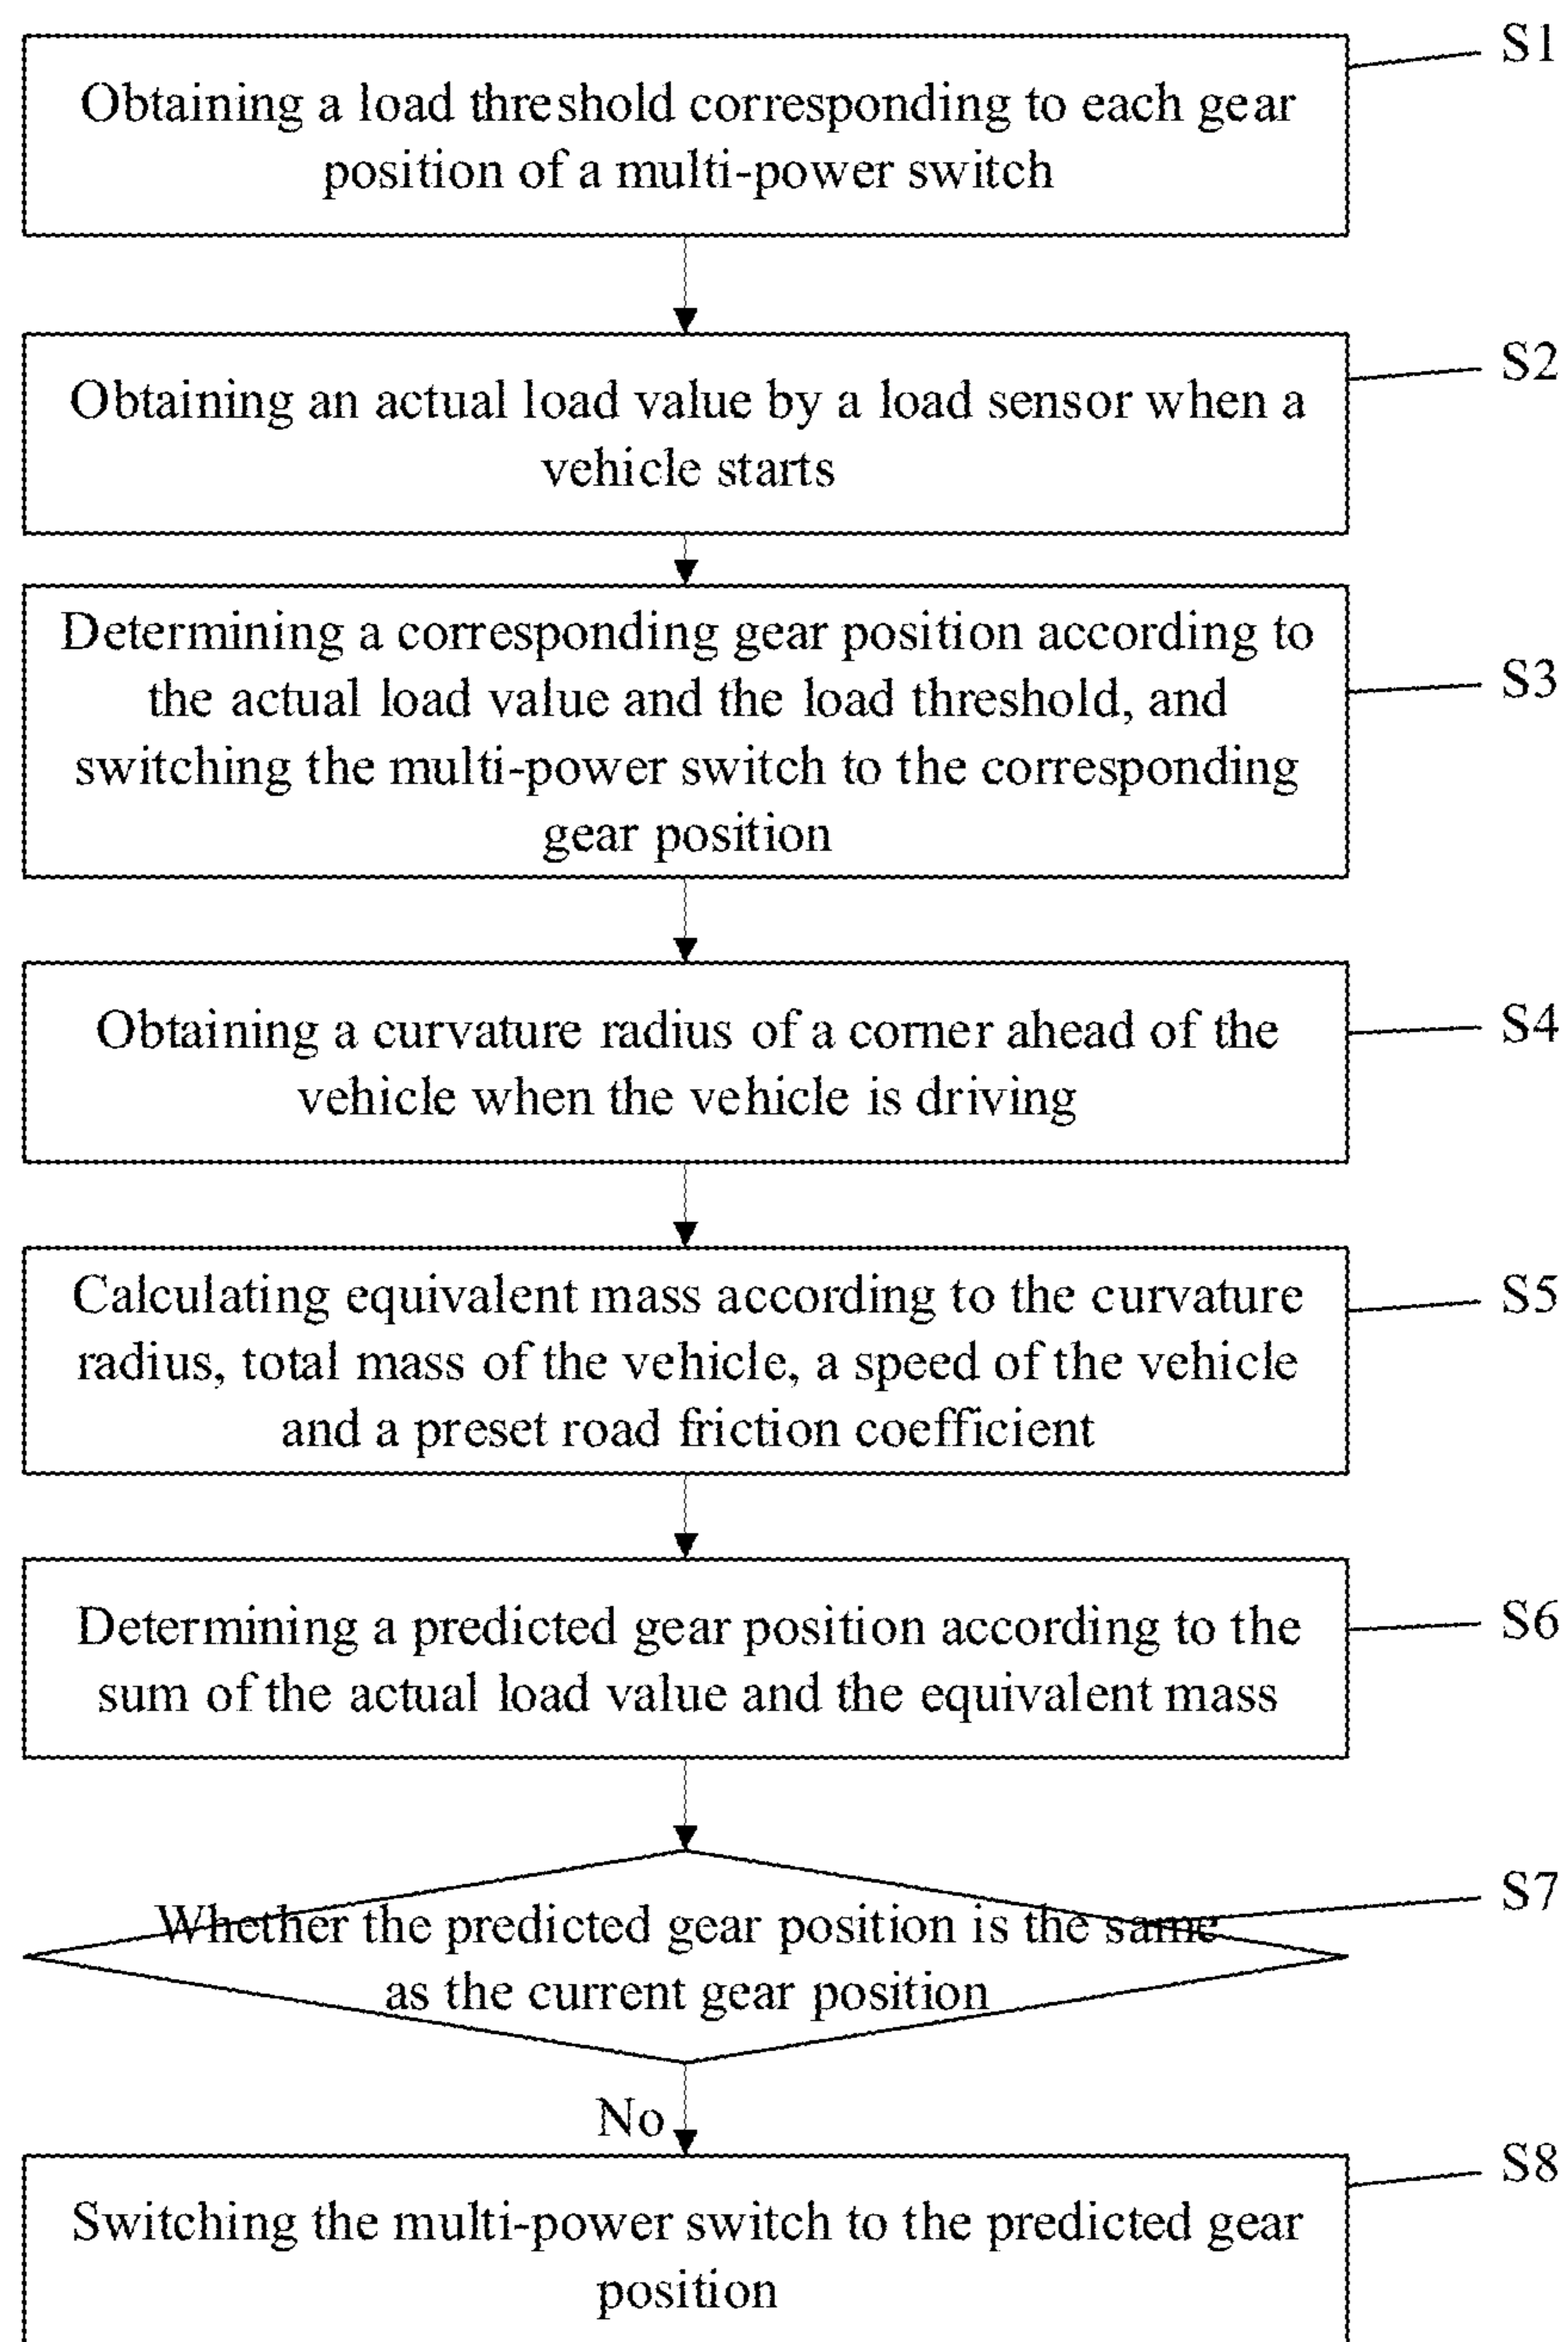 S1
Obtaining a load threshold corresponding to each gear
position of a multi-power switch
S2
Obtaining an actual load value by a load sensor when a
vehicle starts
Determining a corresponding gear position according to
the actual load value and the load threshold, and
switching the multi-power switch to the corresponding
gear position
S3
Obtaining a curvature radius of a corner ahead of the
vehicle when the vehicle is driving
S4
Calculating equivalent mass according to the curvature
radius, total mass of the vehicle, a speed of the vehicle
and a preset road friction coefficient
S5
Determining a predicted gear position according to the
sum of the actual load value and the equivalent mass
S6
Whether the predicted gear position is the same
as the current gear position
S7
No
S8
Switching the multi-power switch to the predicted gear
position